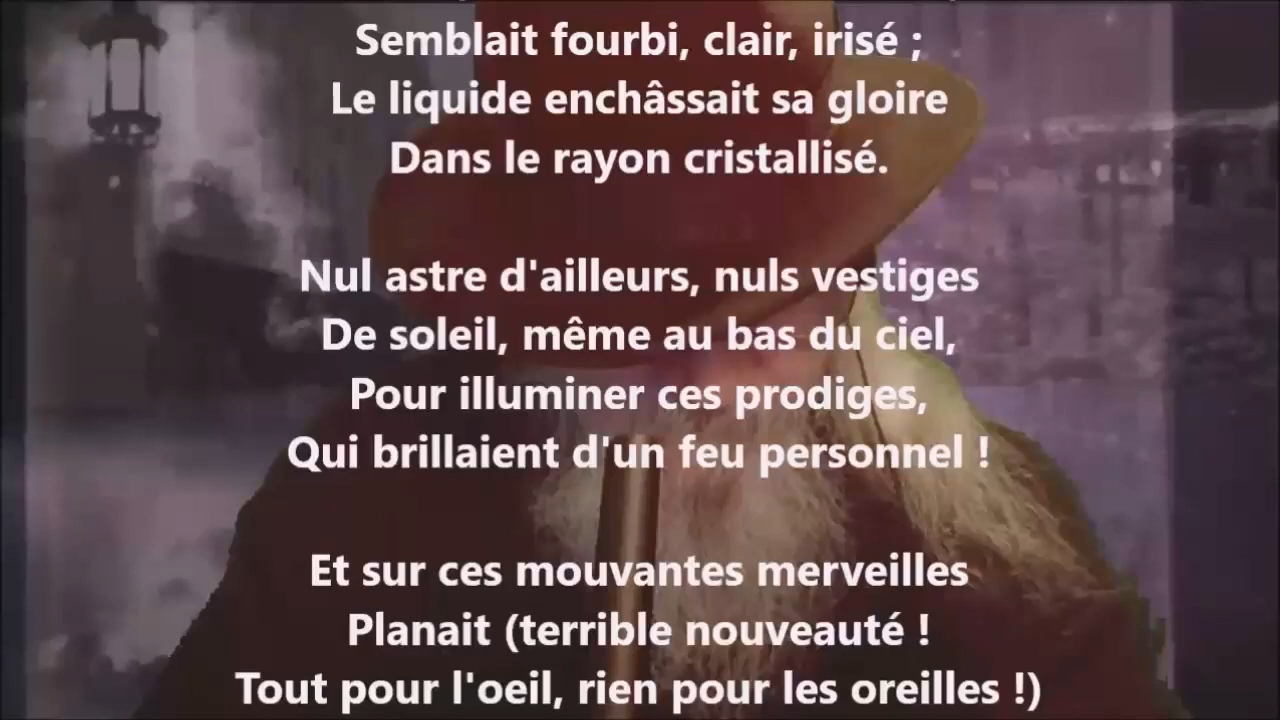 Semblait fourbi, clair, irisé ;
Le liquide enchâssait sa gloire
Dans le rayon cristallisé.
Nul astre d'ailleurs, nuls vestiges
De soleil, même au bas du ciel,
Pour illuminer ces prodiges,
Qui brillaient d'un feu personnel !
Et sur ces mouvantes merveilles
Planait (terrible nouveauté !
Tout pour l'oeil, rien pour les oreilles !)